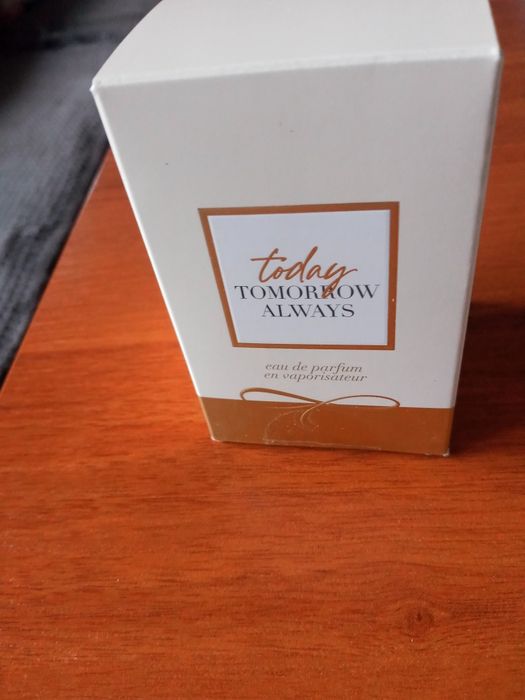 today
TOMORROW
ALWAYS
eau de parfum
en vaporisateur